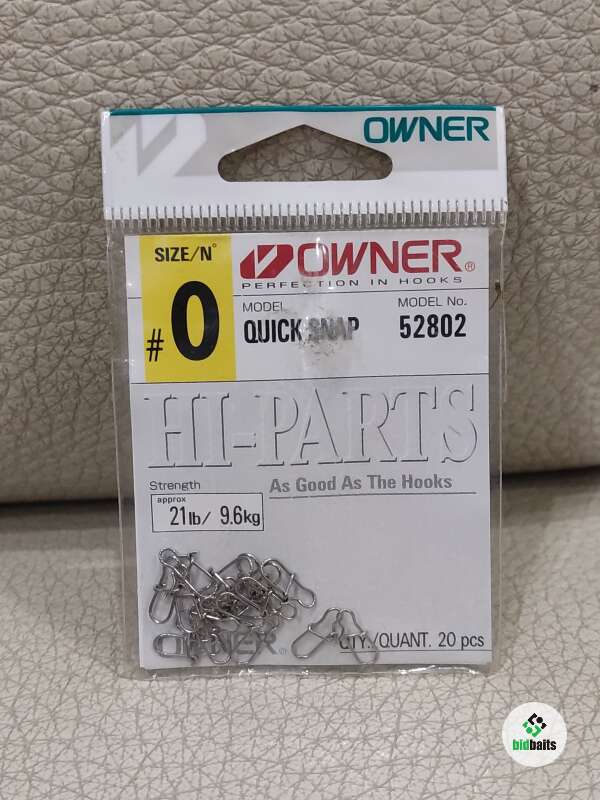 OWNER
SIZE/N°
#0
OWNER®
PERFECTION IN HOOKS
MODEL
QUICK SNAP
MODEL No.
52802
HI-PARTS
As Good As The Hooks
Strength
approx
21lb/ 9.6kg
OWNER®
QTY./QUANT. 20 pcs
bidbaits